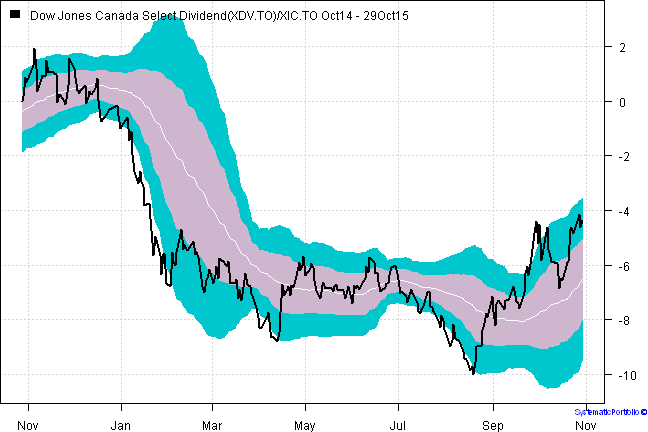 Dow Jones Canada Select Dividend(XDV.TO)/XIC.TO Oct14 - 29Oct15
2
0
-2
-4
-6
-8
-10
Nov Jan Mar May Jul Sep Nov
SystematicPortfolio ©